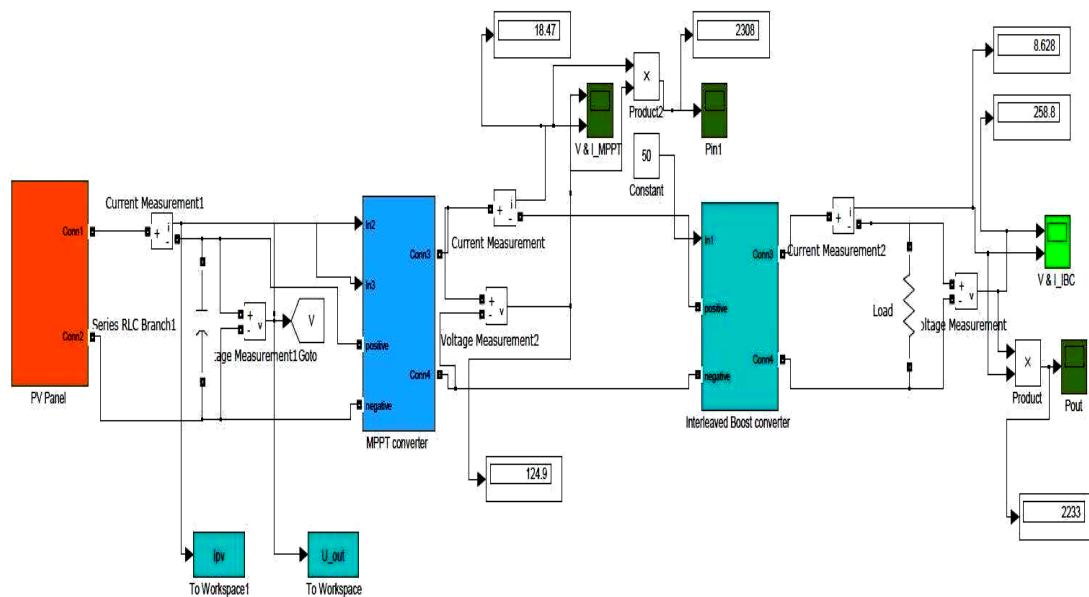 18.47
2308
8.628
258.8
X
Product2
V & I_MPPT
Pin1
50
Constant
Current Measurement1
+
i
-
Conn1
In2
Conn3
+
i
-
Current Measurement
In1
Conn3
+
i
-
Current Measurement2
V & I_IBC
In3
Series RLC Branch1
+
-
v
V
tage Measurement1
Goto
Conn2
positive
+
-
v
Voltage Measurement2
positive
Load
+
-
v
oltage Measurement
X
Product
Pout
Conn4
negative
Conn4
negative
PV Panel
MPPT converter
Interleaved Boost converter
124.9
2233
Ipv
U_out
To Workspace1
To Workspace